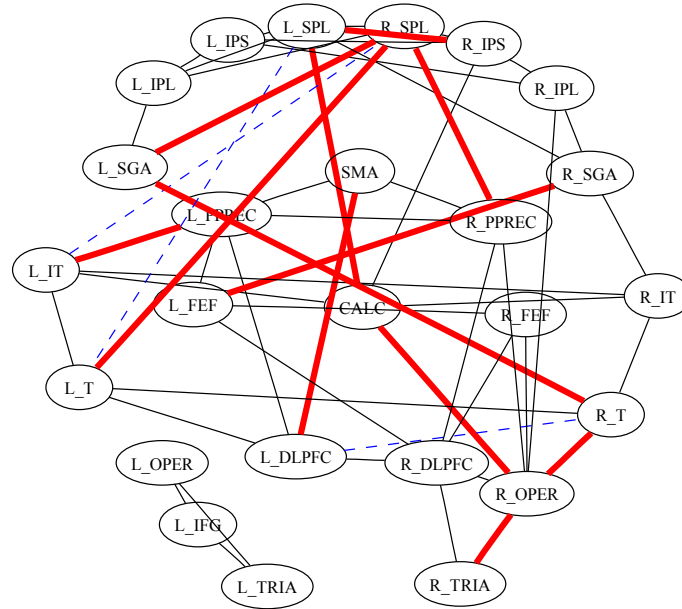 L_SPL
R_SPL
L_IPS
R_IPS
L_IPL
R_IPL
L_SGA
SMA
R_SGA
L_PPREC
R_PPREC
L_IT
R_IT
L_FEF
CALC
R_FEF
L_T
R_T
L_DLPFC
R_DLPFC
L_OPER
R_OPER
L_IFG
L_TRIA
R_TRIA